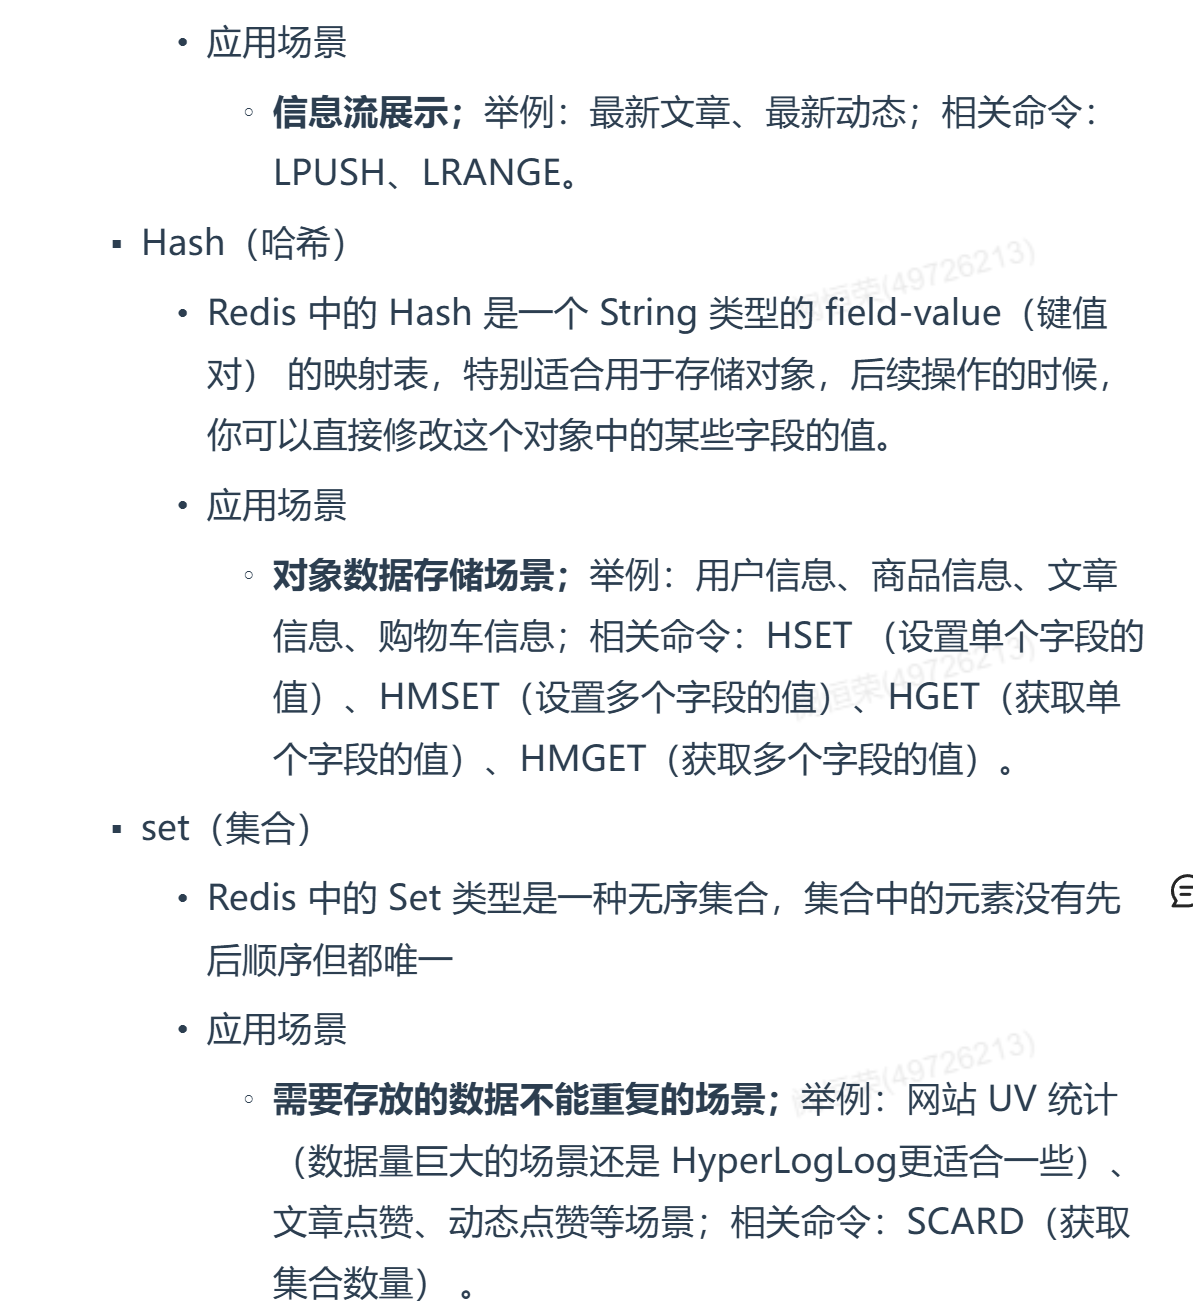 • 应用场景
◦ 信息流展示；举例：最新文章、最新动态；相关命令：
LPUSH、LRANGE。
▪ Hash（哈希）
• Redis 中的 Hash 是一个 String 类型的 field-value（键值
对） 的映射表，特别适合用于存储对象，后续操作的时候，
你可以直接修改这个对象中的某些字段的值。
• 应用场景
◦ 对象数据存储场景；举例：用户信息、商品信息、文章
信息、购物车信息；相关命令：HSET （设置单个字段的
值）、HMSET（设置多个字段的值）、HGET（获取单
个字段的值）、HMGET（获取多个字段的值）。
▪ set（集合）
• Redis 中的 Set 类型是一种无序集合，集合中的元素没有先
后顺序但都唯一
• 应用场景
◦ 需要存放的数据不能重复的场景；举例：网站 UV 统计
（数据量巨大的场景还是 HyperLogLog更适合一些）、
文章点赞、动态点赞等场景；相关命令：SCARD（获取
集合数量） 。
恒荣(49726213)
恒荣(49726213)
荣(49726213)